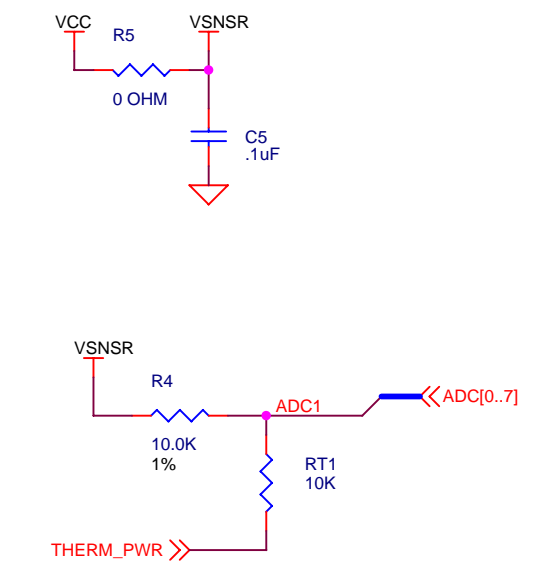 VCC
VSNSR
R5
0 OHM
C5
.1uF
VSNSR
R4
ADC1
ADC[0..7]
10.0K
1%
RT1
10K
THERM_PWR